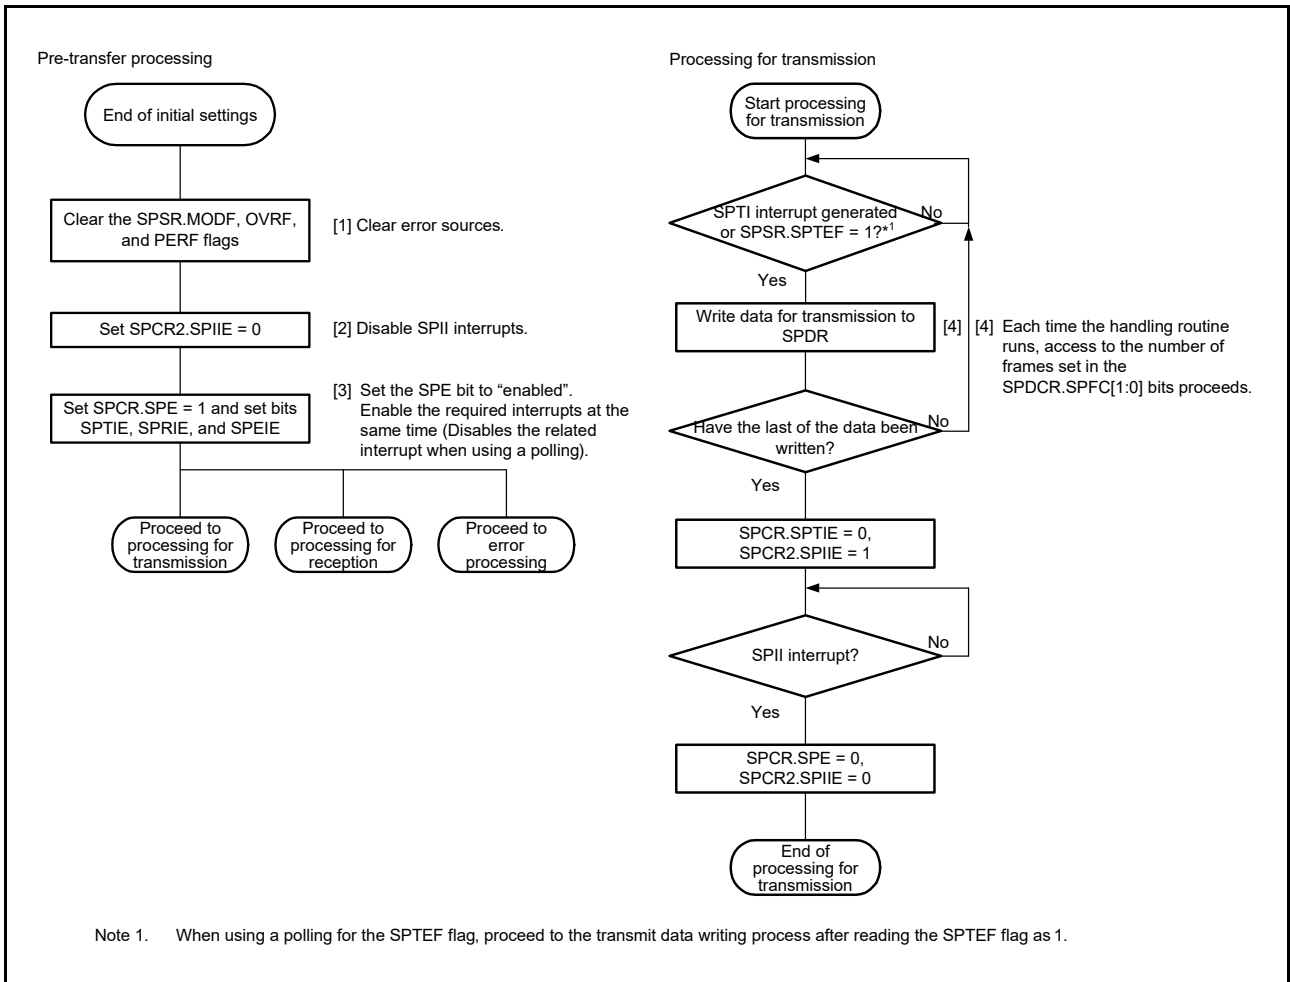 Pre-transfer processing
End of initial settings
Clear the SPSR.MODF, OVRF,
and PERF flags
[1] Clear error sources.
Set SPCR2.SPIIE = 0
[2] Disable SPII interrupts.
Set SPCR.SPE = 1 and set bits
SPTIE, SPRIE, and SPEIE
[3] Set the SPE bit to “enabled”.
Enable the required interrupts at the
same time (Disables the related
interrupt when using a polling).
Proceed to
processing for
transmission
Proceed to
processing for
reception
Proceed to
error
processing
Processing for transmission
Start processing
for transmission
SPTI interrupt generated
or SPSR.SPTEF = 1?*1
No
Yes
Write data for transmission to
SPDR
[4]
[4] Each time the handling routine
runs, access to the number of
frames set in the
SPDCR.SPFC[1:0] bits proceeds.
Have the last of the data been
written?
No
Yes
SPCR.SPTIE = 0,
SPCR2.SPIIE = 1
SPII interrupt?
No
Yes
SPCR.SPE = 0,
SPCR2.SPIIE = 0
End of
processing for
transmission
Note 1. When using a polling for the SPTEF flag, proceed to the transmit data writing process after reading the SPTEF flag as 1.